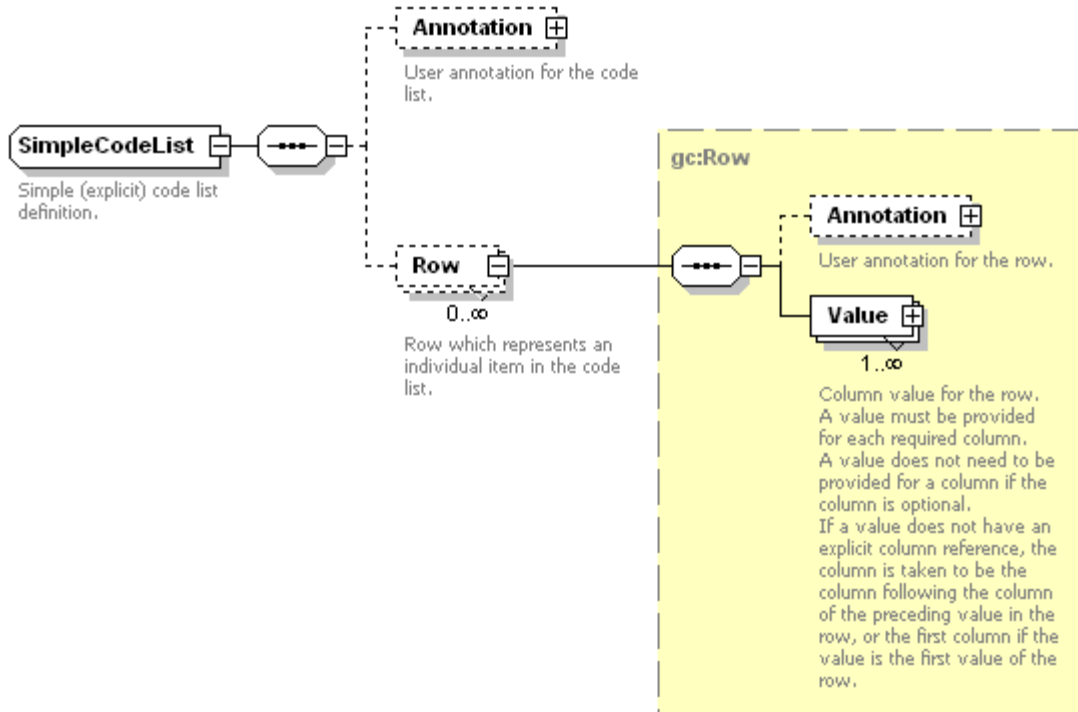 Annotation
User annotation for the code
list.
SimpleCodeList
Simple (explicit) code list
definition.
Row
0..∞
Row which represents an
individual item in the code
list.
gc:Row
Annotation
User annotation for the row.
Value
1..∞
Column value for the row.
A value must be provided
for each required column.
A value does not need to be
provided for a column if the
column is optional.
If a value does not have an
explicit column reference, the
column is taken to be the
column following the column
of the preceding value in the
row, or the first column if the
value is the first value of the
row.